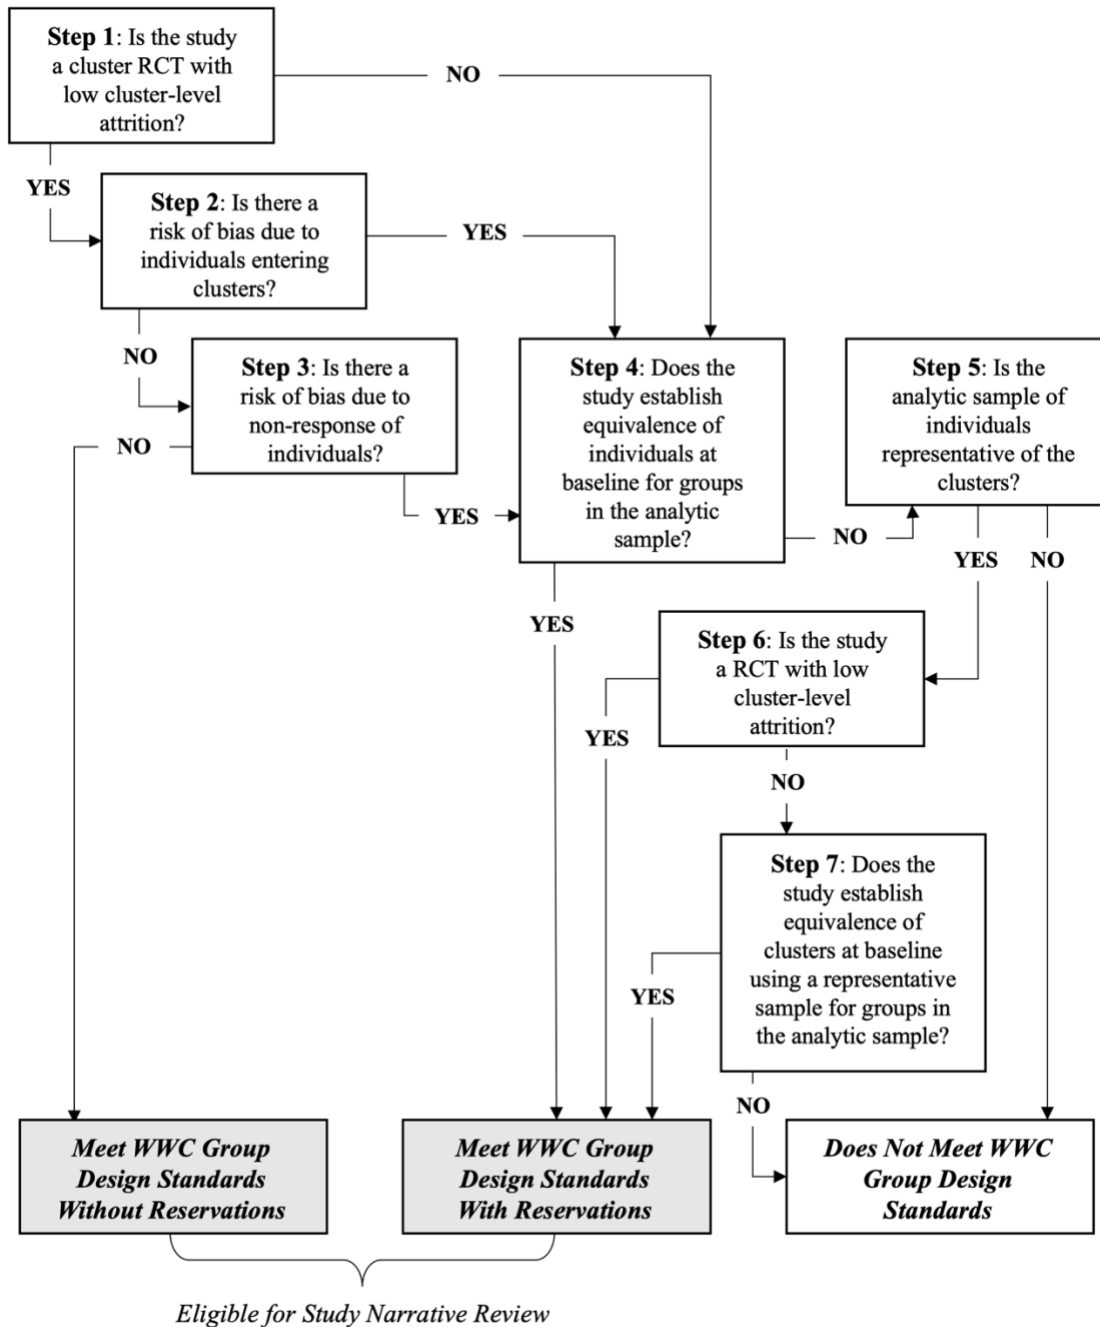 Step 1: Is the study
a cluster RCT with
low cluster-level
attrition?
NO
YES
Step 2: Is there a
risk of bias due to
individuals entering
clusters?
YES
NO
Step 3: Is there a
risk of bias due to
non-response of
individuals?
NO
YES
Step 4: Does the
study establish
equivalence of
individuals at
baseline for groups
in the analytic
sample?
NO
YES
Step 5: Is the
analytic sample of
individuals
representative of the
clusters?
YES
NO
Step 6: Is the study
a RCT with low
cluster-level
attrition?
YES
NO
Step 7: Does the
study establish
equivalence of
clusters at baseline
using a representative
sample for groups in
the analytic sample?
YES
NO
Meet WWC Group
Design Standards
Without Reservations
Meet WWC Group
Design Standards
With Reservations
Does Not Meet WWC
Group Design
Standards
Eligible for Study Narrative Review